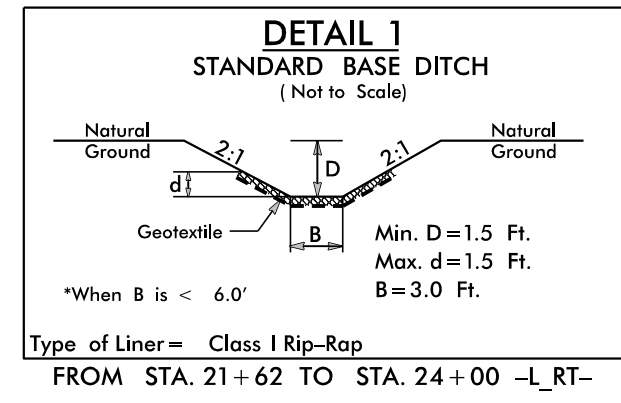 DETAIL 1
STANDARD BASE DITCH
( Not to Scale)
Natural
Ground
Natural
Ground
2:1
2:1
D
d
Geotextile
B
Min. D=1.5 Ft.
Max. d=1.5 Ft.
B=3.0 Ft.
*When B is < 6.0'
Type of Liner= Class I Rip-Rap
FROM STA. 21+62 TO STA. 24+00 -L_RT-